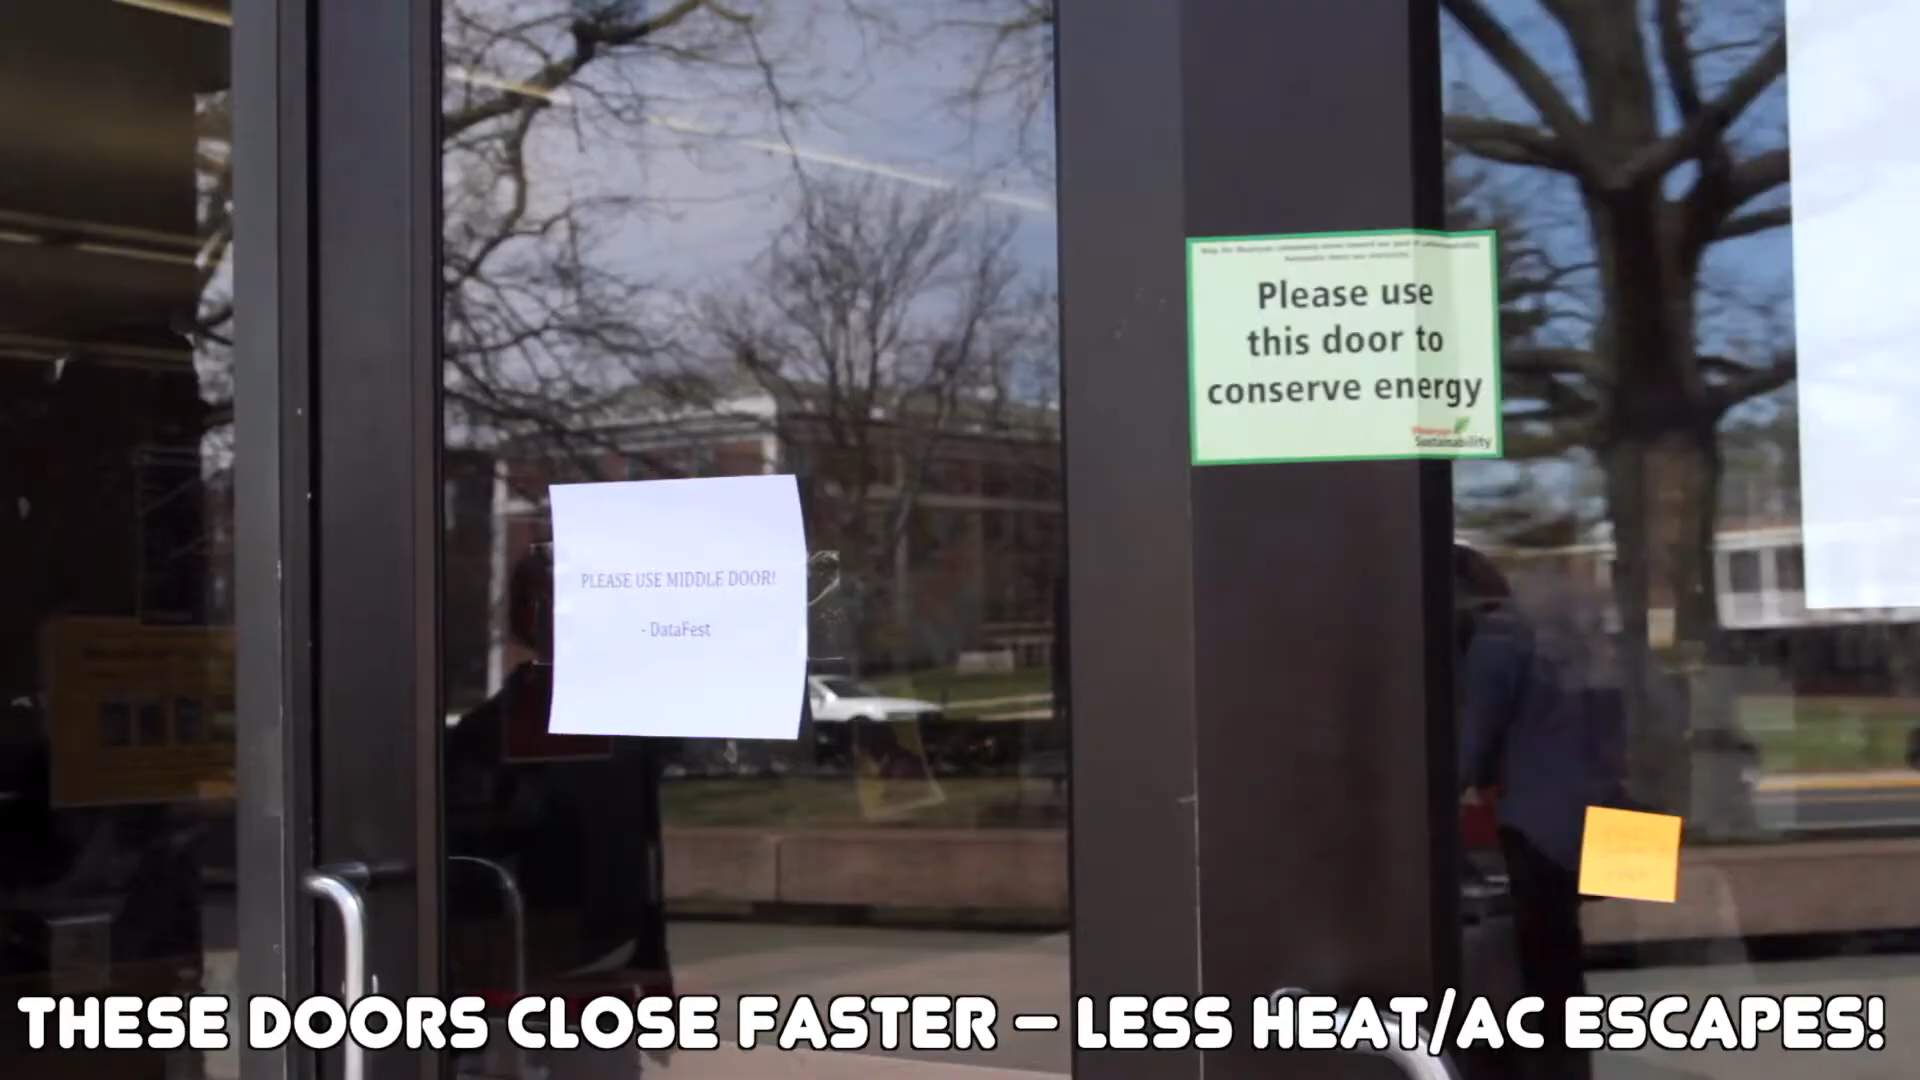 Please use
this door to
conserve energy
Sustainability
PLEASE USE MIDDLE DOOR!
- DataFest
THESE DOORS CLOSE FASTER – LESS HEAT/AC ESCAPES!